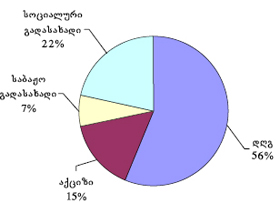 სოციალური
გადასახადი
22%
საბაჟო
გადასახადი
7%
აქციზი
15%
დღგ
56%